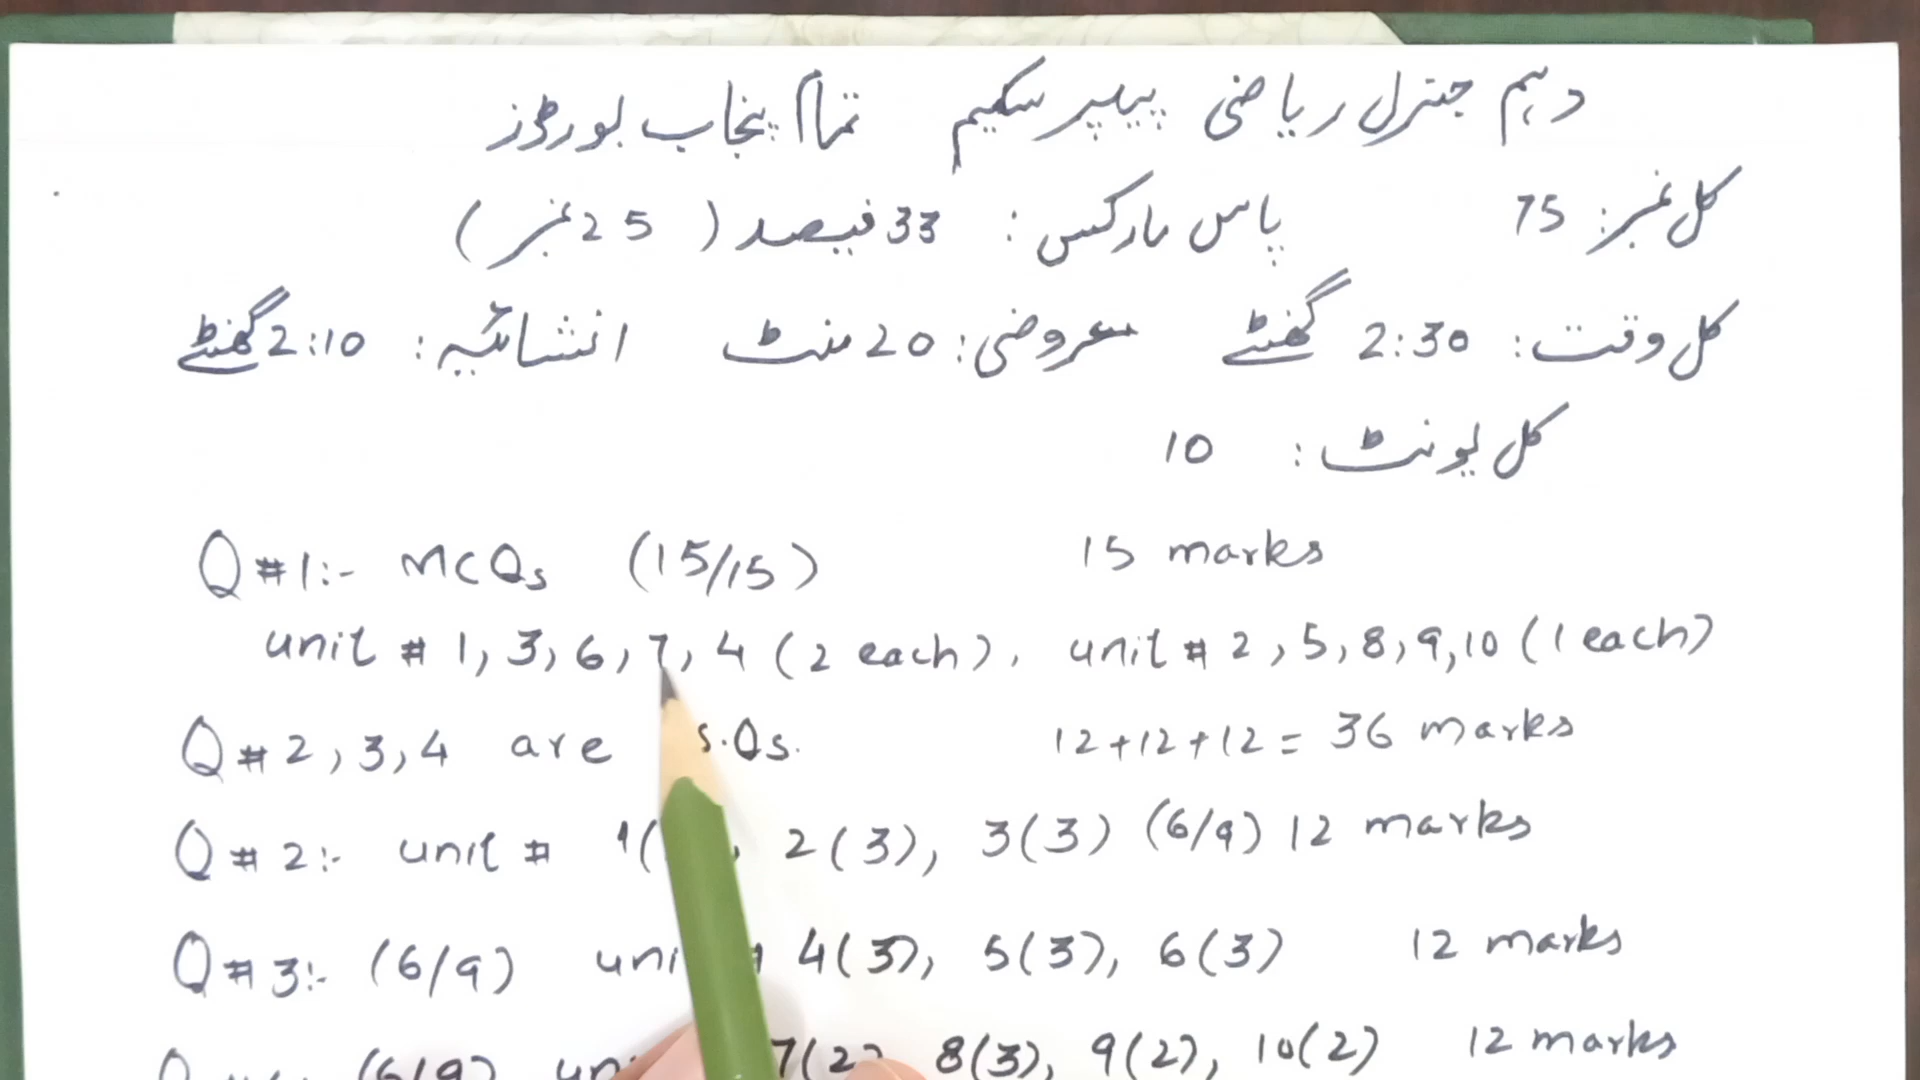 دہم جنرل ریاضی پیپر سکیم تمام پنجاب بورڈز
کل نمبر: 75 پاس مارکس: 33 فیصد ( 25 نمبر )
کل وقت: 2:30 گھنٹے معروضی: 20 منٹ انشائیہ: 2:10 گھنٹے
کل یونٹ: 10
Q#1:- MCQs (15/15) 15 marks
unit # 1, 3, 6, 7, 4 (2 each), unit # 2, 5, 8, 9, 10 (1 each)
Q#2, 3, 4 are S.Qs. 12+12+12 = 36 marks
Q#2:- unit # 1( , 2(3), 3(3) (6/9) 12 marks
Q#3:- (6/9) 4(3), 5(3), 6(3) 12 marks
(6/9) 7(2) 8(3), 9(2), 10(2) 12 marks